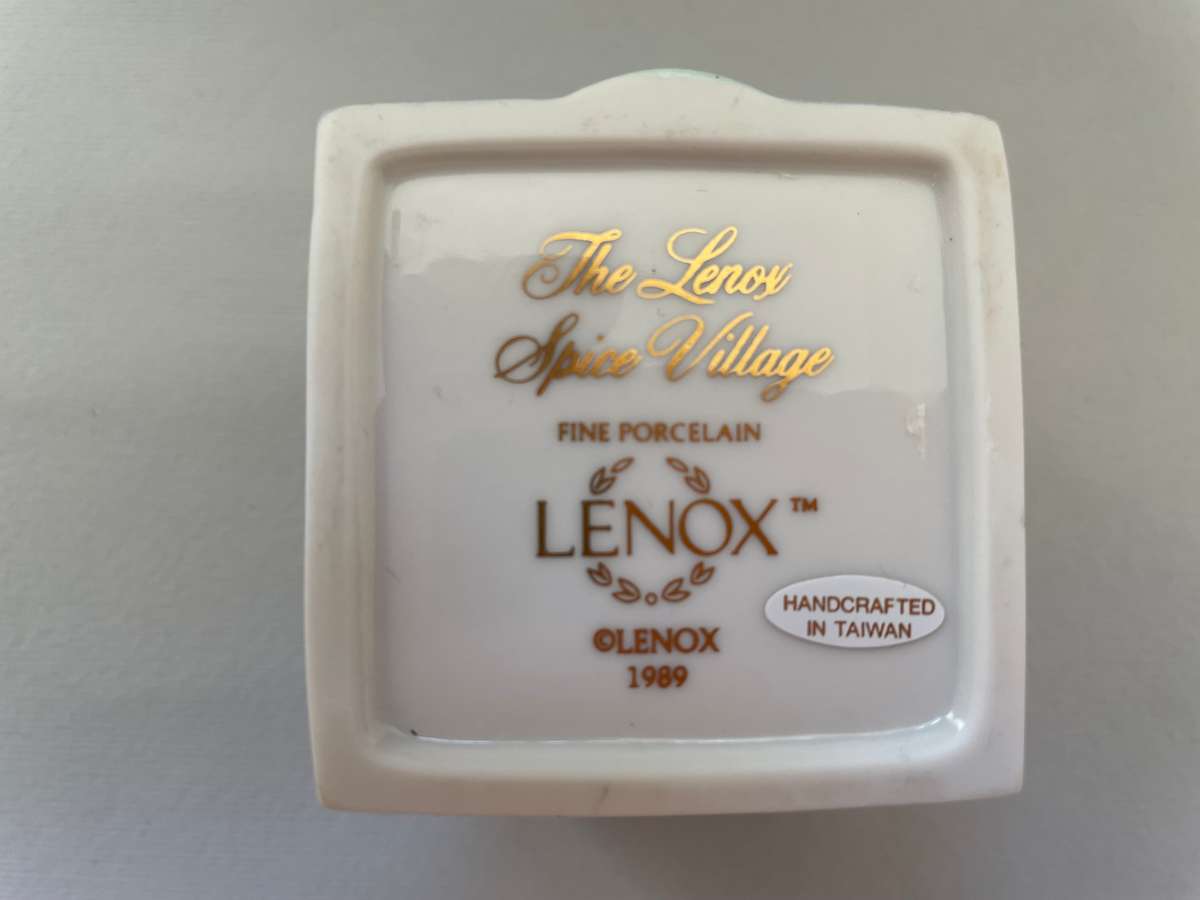 The Lenox
Spice Village
FINE PORCELAIN
LENOX™
©LENOX
1989
HANDCRAFTED
IN TAIWAN